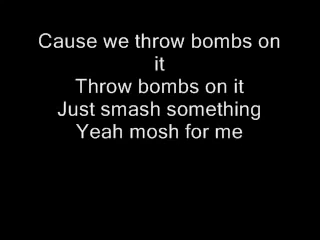 Cause we throw bombs on
it
Throw bombs on it
Just smash something
Yeah mosh for me